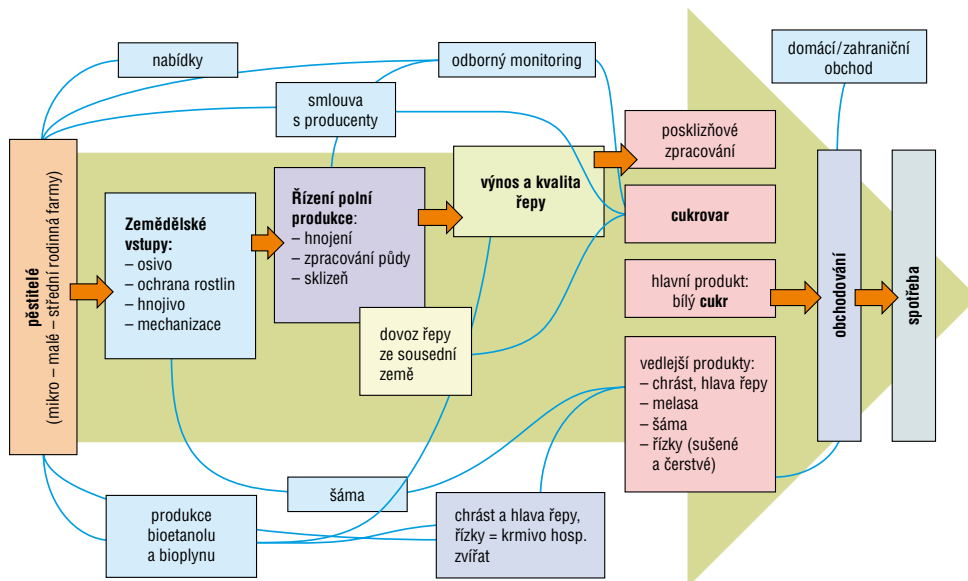 nabídky
odborný monitoring
domácí/zahraniční
obchod
smlouva
s producenty
posklizňové
zpracování
pěstitelé
(mikro – malé – střední rodinná farmy)
Zemědělské
vstupy:
– osivo
– ochrana rostlin
– hnojivo
– mechanizace
Řízení polní
produkce:
– hnojení
– zpracování půdy
– sklizeň
výnos a kvalita
řepy
cukrovar
hlavní produkt:
bílý cukr
obchodování
spotřeba
dovoz řepy
ze sousední
země
vedlejší produkty:
– chrást, hlava řepy
– melasa
– šáma
– řízky (sušené
a čerstvé)
šáma
produkce
bioetanolu
a bioplynu
chrást a hlava řepy,
řízky = krmivo hosp.
zvířat